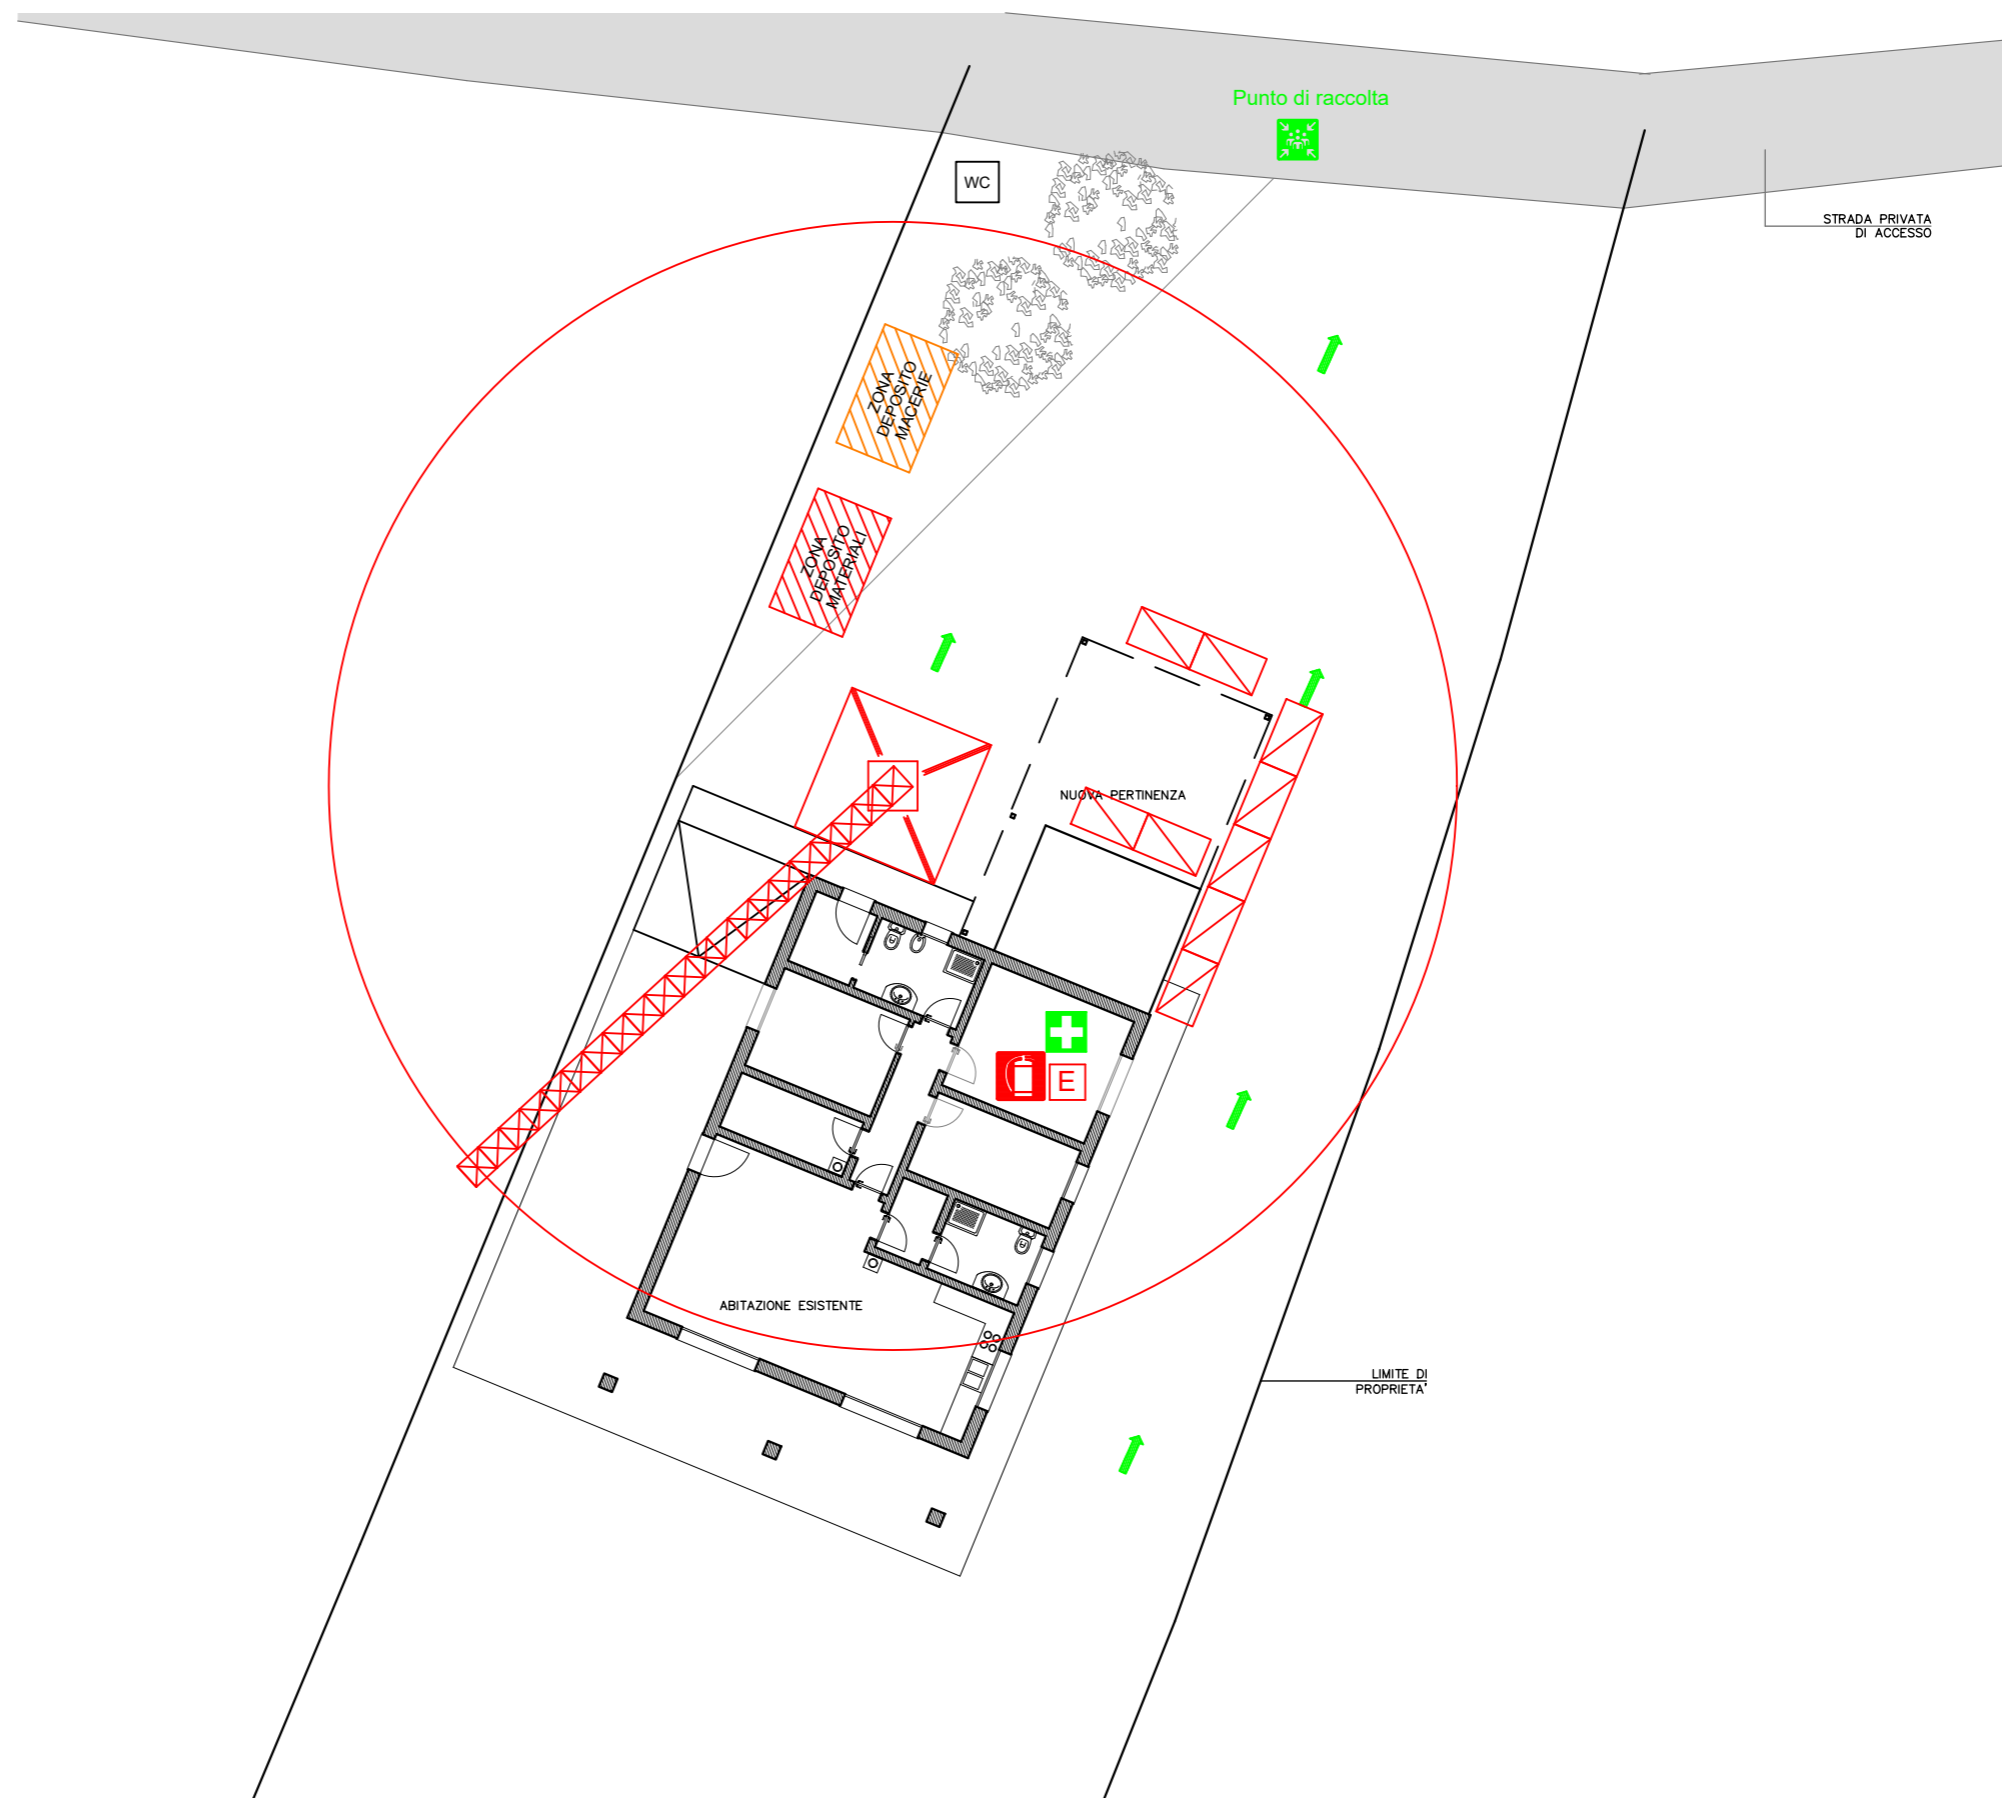 Punto di raccolta
WC
STRADA PRIVATA
DI ACCESSO
ZONA
DEPOSITO
MACERIE
ZONA
DEPOSITO
MATERIALI
NUOVA PERTINENZA
E
ABITAZIONE ESISTENTE
LIMITE DI
PROPRIETA'